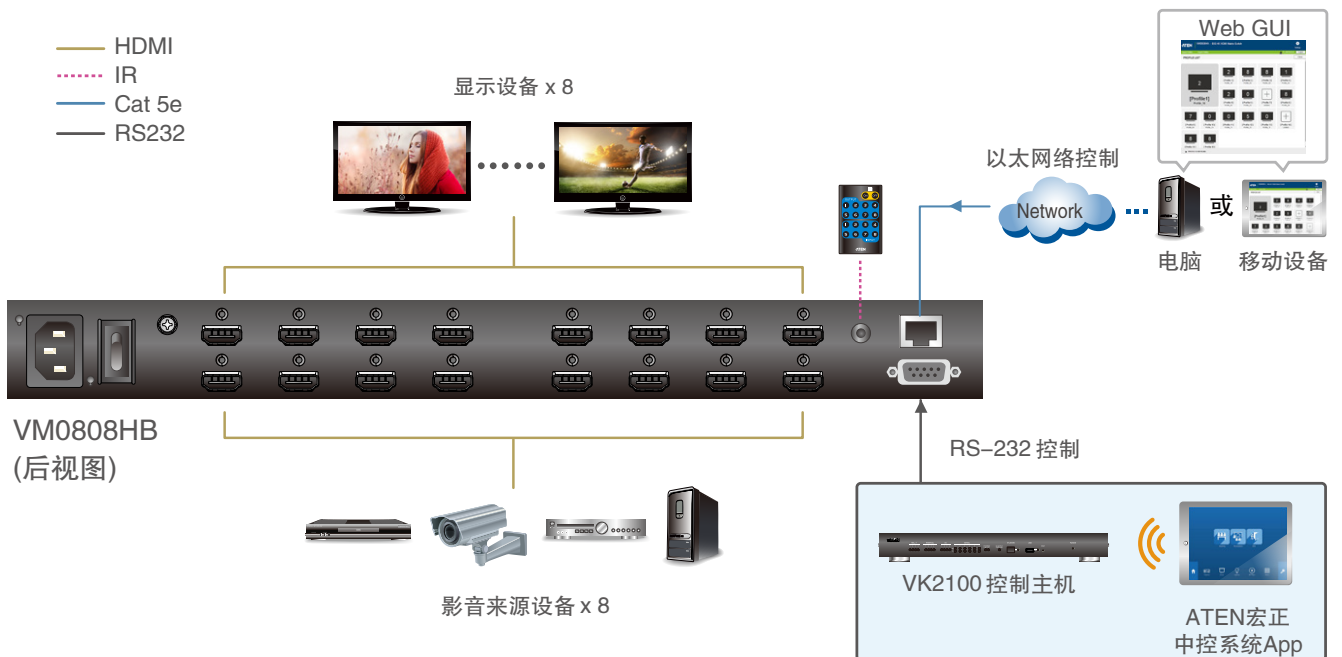 HDMI
IR
Cat 5e
RS232
显示设备 x 8
Web GUI
以太网络控制
Network
或
电脑
移动设备
ATEN
VM0808HB
(后视图)
RS-232 控制
影音来源设备 x 8
VK2100 控制主机
ATEN宏正
中控系统App